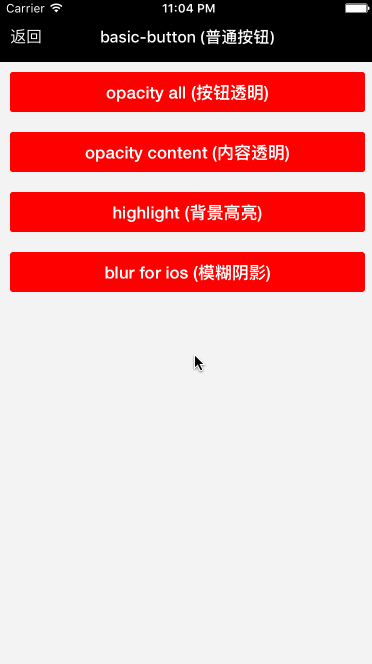 Carrier 11:04 PM
返回 basic-button (普通按钮)
opacity all (按钮透明)
opacity content (内容透明)
highlight (背景高亮)
blur for ios (模糊阴影)